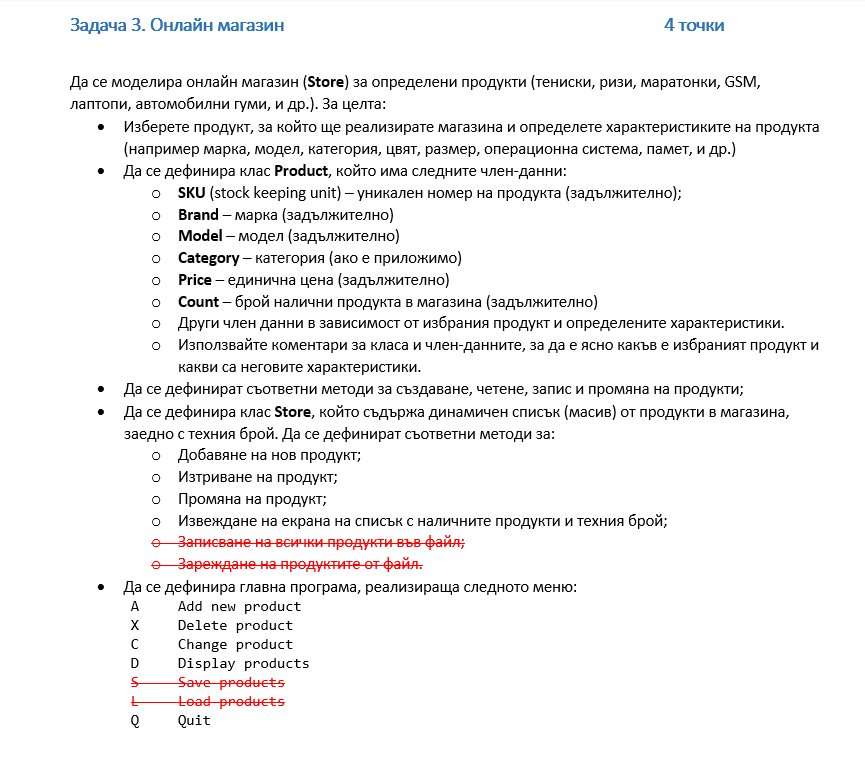 Задача 3. Онлайн магазин 4 точки
Да се моделира онлайн магазин (Store) за определени продукти (тениски, ризи, маратонки, GSM,
лаптопи, автомобилни гуми, и др.). За целта:
• Изберете продукт, за който ще реализирате магазина и определете характеристиките на продукта
(например марка, модел, категория, цвят, размер, операционна система, памет, и др.)
• Да се дефинира клас Product, който има следните член-данни:
o SKU (stock keeping unit) – уникален номер на продукта (задължително);
o Brand – марка (задължително)
o Model – модел (задължително)
o Category – категория (ако е приложимо)
o Price – единична цена (задължително)
o Count – брой налични продукта в магазина (задължително)
o Други член данни в зависимост от избрания продукт и определените характеристики.
o Използвайте коментари за класа и член-данните, за да е ясно какъв е избраният продукт и
какви са неговите характеристики.
• Да се дефинират съответни методи за създаване, четене, запис и промяна на продукти;
• Да се дефинира клас Store, който съдържа динамичен списък (масив) от продукти в магазина,
заедно с техния брой. Да се дефинират съответни методи за:
o Добавяне на нов продукт;
o Изтриване на продукт;
o Промяна на продукт;
o Извеждане на екрана на списък с наличните продукти и техния брой;
o Записване на всички продукти във файл;
o Зареждане на продуктите от файл.
• Да се дефинира главна програма, реализираща следното меню:
A Add new product
X Delete product
C Change product
D Display products
S Save products
L Load products
Q Quit